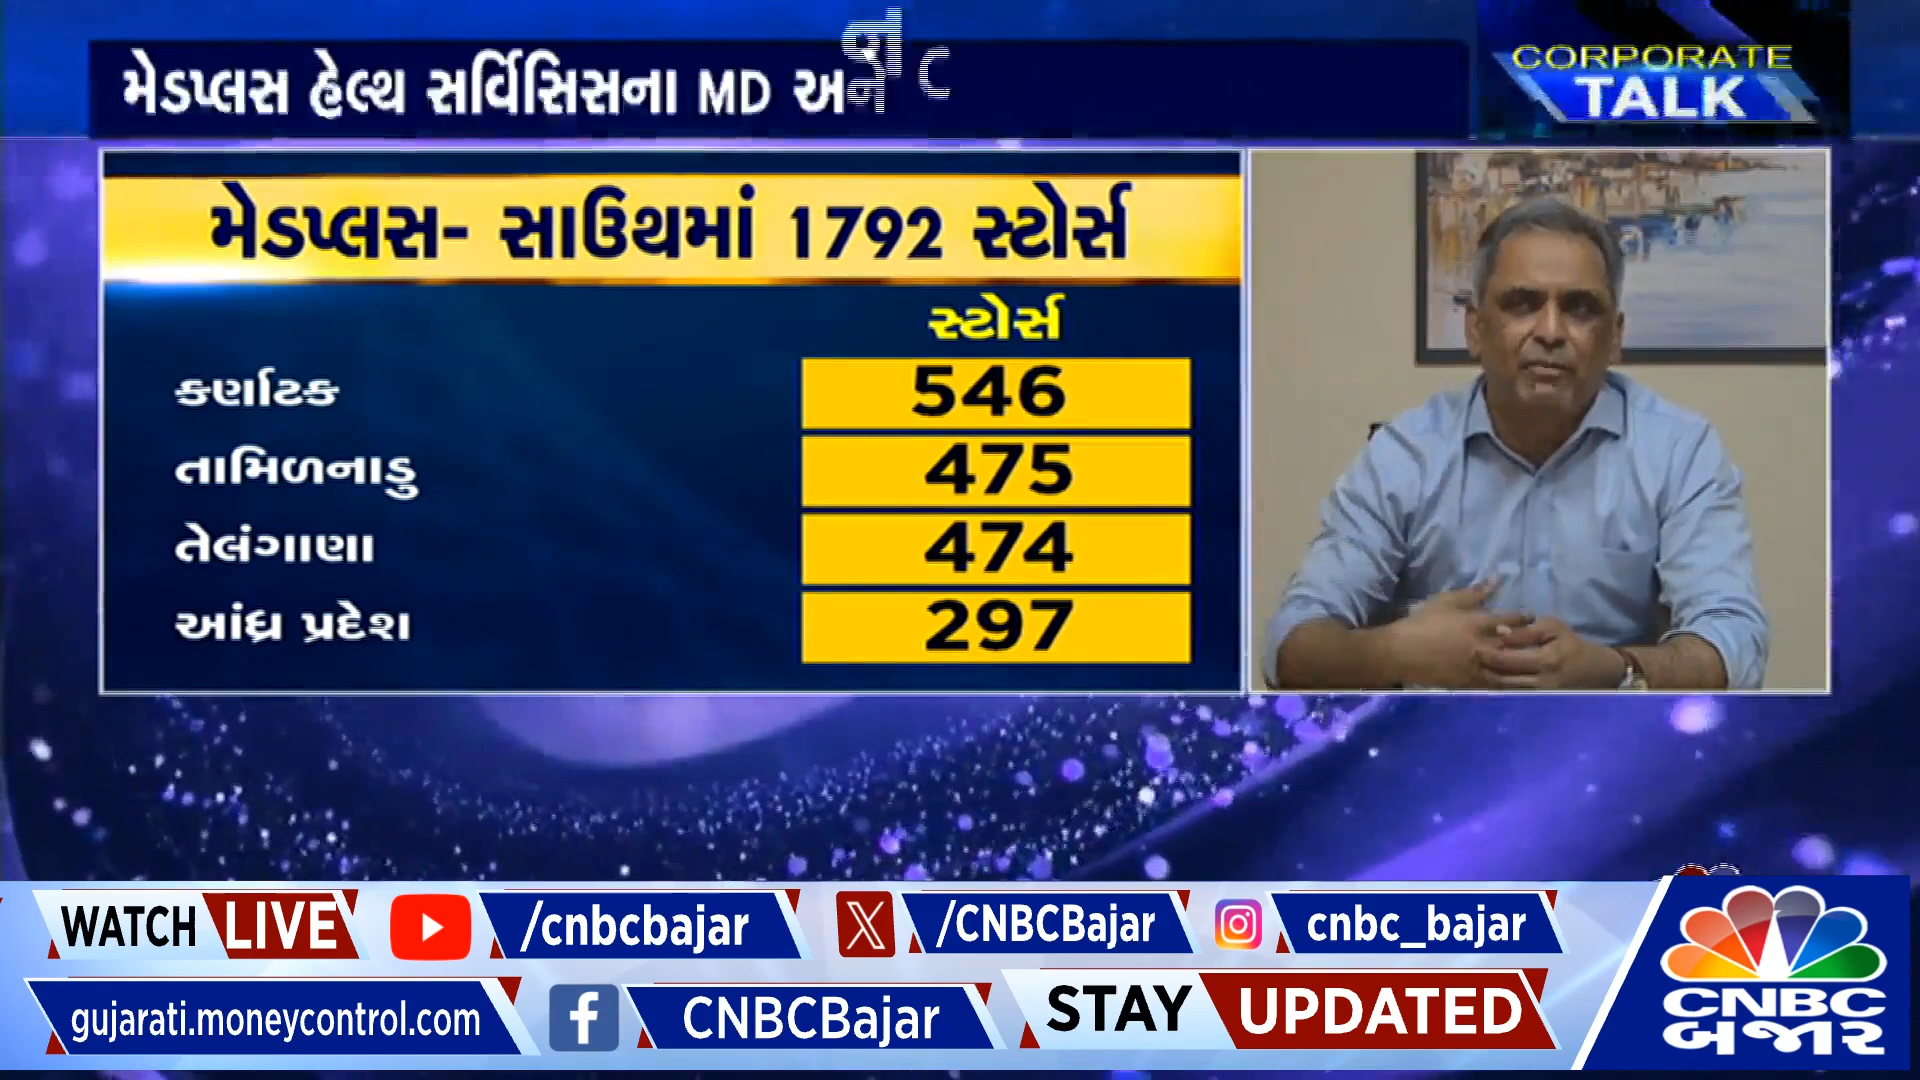 મેડપ્લસ હેલ્થ સર્વિસિસના MD અને C
CORPORATE
TALK
મેડપ્લસ- સાઉથમાં 1792 સ્ટોર્સ
સ્ટોર્સ
કર્ણાટક 546
તામિળનાડુ 475
તેલંગાણા 474
આંધ્ર પ્રદેશ 297
WATCH LIVE /cnbcbajar /CNBCBajar cnbc_bajar
gujarati.moneycontrol.com CNBCBajar STAY UPDATED
CNBC
બજાર